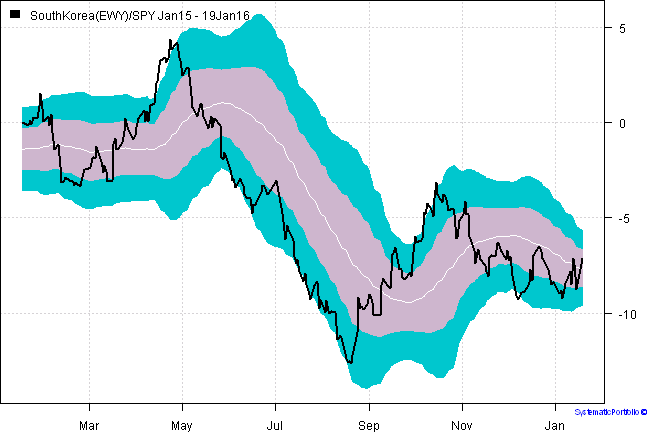 SouthKorea(EWY)/SPY Jan15 - 19Jan16
5
0
-5
-10
Mar May Jul Sep Nov Jan
SystematicPortfolio ©